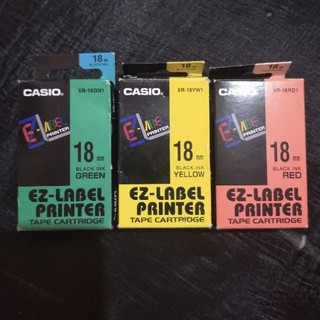 18 mm
BLACK INK
CASIO.
XR-18GN1
EZ-LABEL
PRINTER
18 mm
BLACK INK
GREEN
EZ-LABEL
PRINTER
TAPE CARTRIDGE
18 mm
CASIO.
XR-18YW1
EZ-LABEL
PRINTER
18 mm
BLACK INK
YELLOW
EZ-LABEL
PRINTER
TAPE CARTRIDGE
18 mm
CASIO.
XR-18RD1
EZ-LABEL
PRINTER
18 mm
BLACK INK
RED
EZ-LABEL
PRINTER
TAPE CARTRIDGE